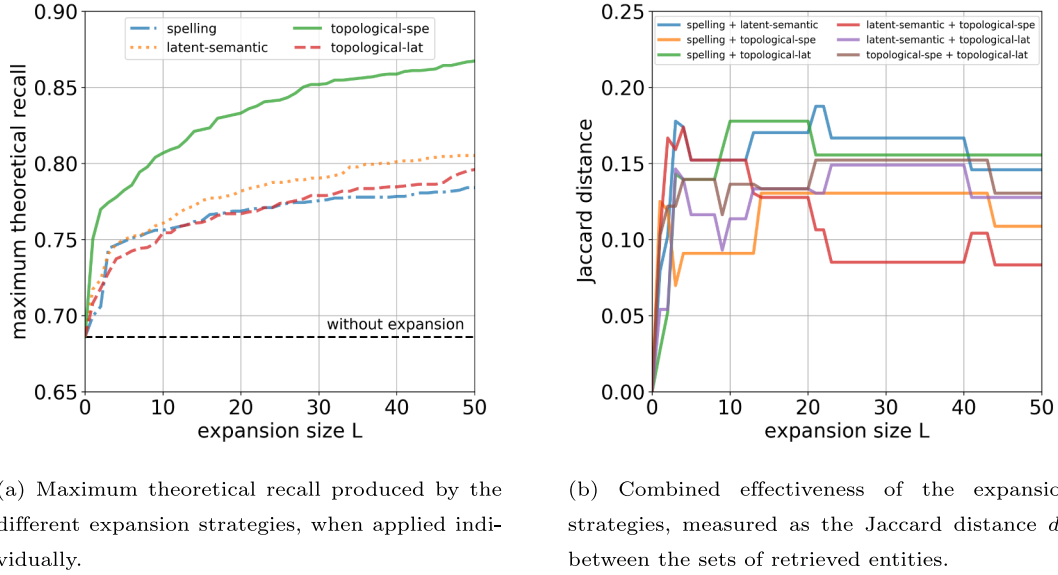 0.90
0.85
0.80
0.75
0.70
0.65
maximum theoretical recall
spelling
latent-semantic
topological-spe
topological-lat
without expansion
0 10 20 30 40 50
expansion size L
0.25
0.20
0.15
0.10
0.05
0.00
Jaccard distance
spelling + latent-semantic
spelling + topological-spe
spelling + topological-lat
latent-semantic + topological-spe
latent-semantic + topological-lat
topological-spe + topological-lat
0 10 20 30 40 50
expansion size L
(a) Maximum theoretical recall produced by the
different expansion strategies, when applied indi-
vidually.
(b) Combined effectiveness of the expansio
strategies, measured as the Jaccard distance d
between the sets of retrieved entities.